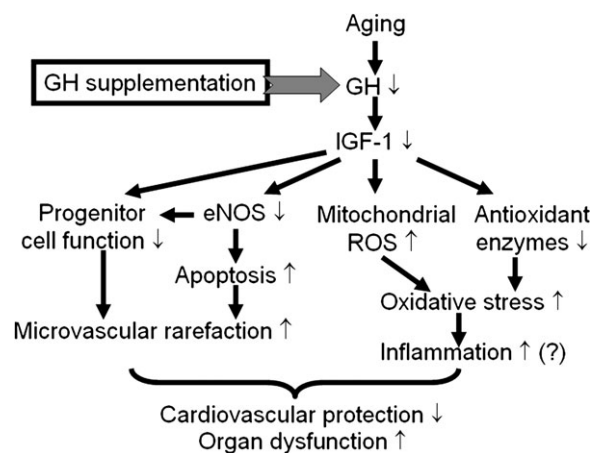 Aging
GH supplementation
GH ↓
IGF-1 ↓
Progenitor
cell function ↓
eNOS ↓
Mitochondrial
ROS ↑
Antioxidant
enzymes ↓
Apoptosis ↑
Oxidative stress ↑
Microvascular rarefaction ↑
Inflammation ↑ (?)
Cardiovascular protection ↓
Organ dysfunction ↑